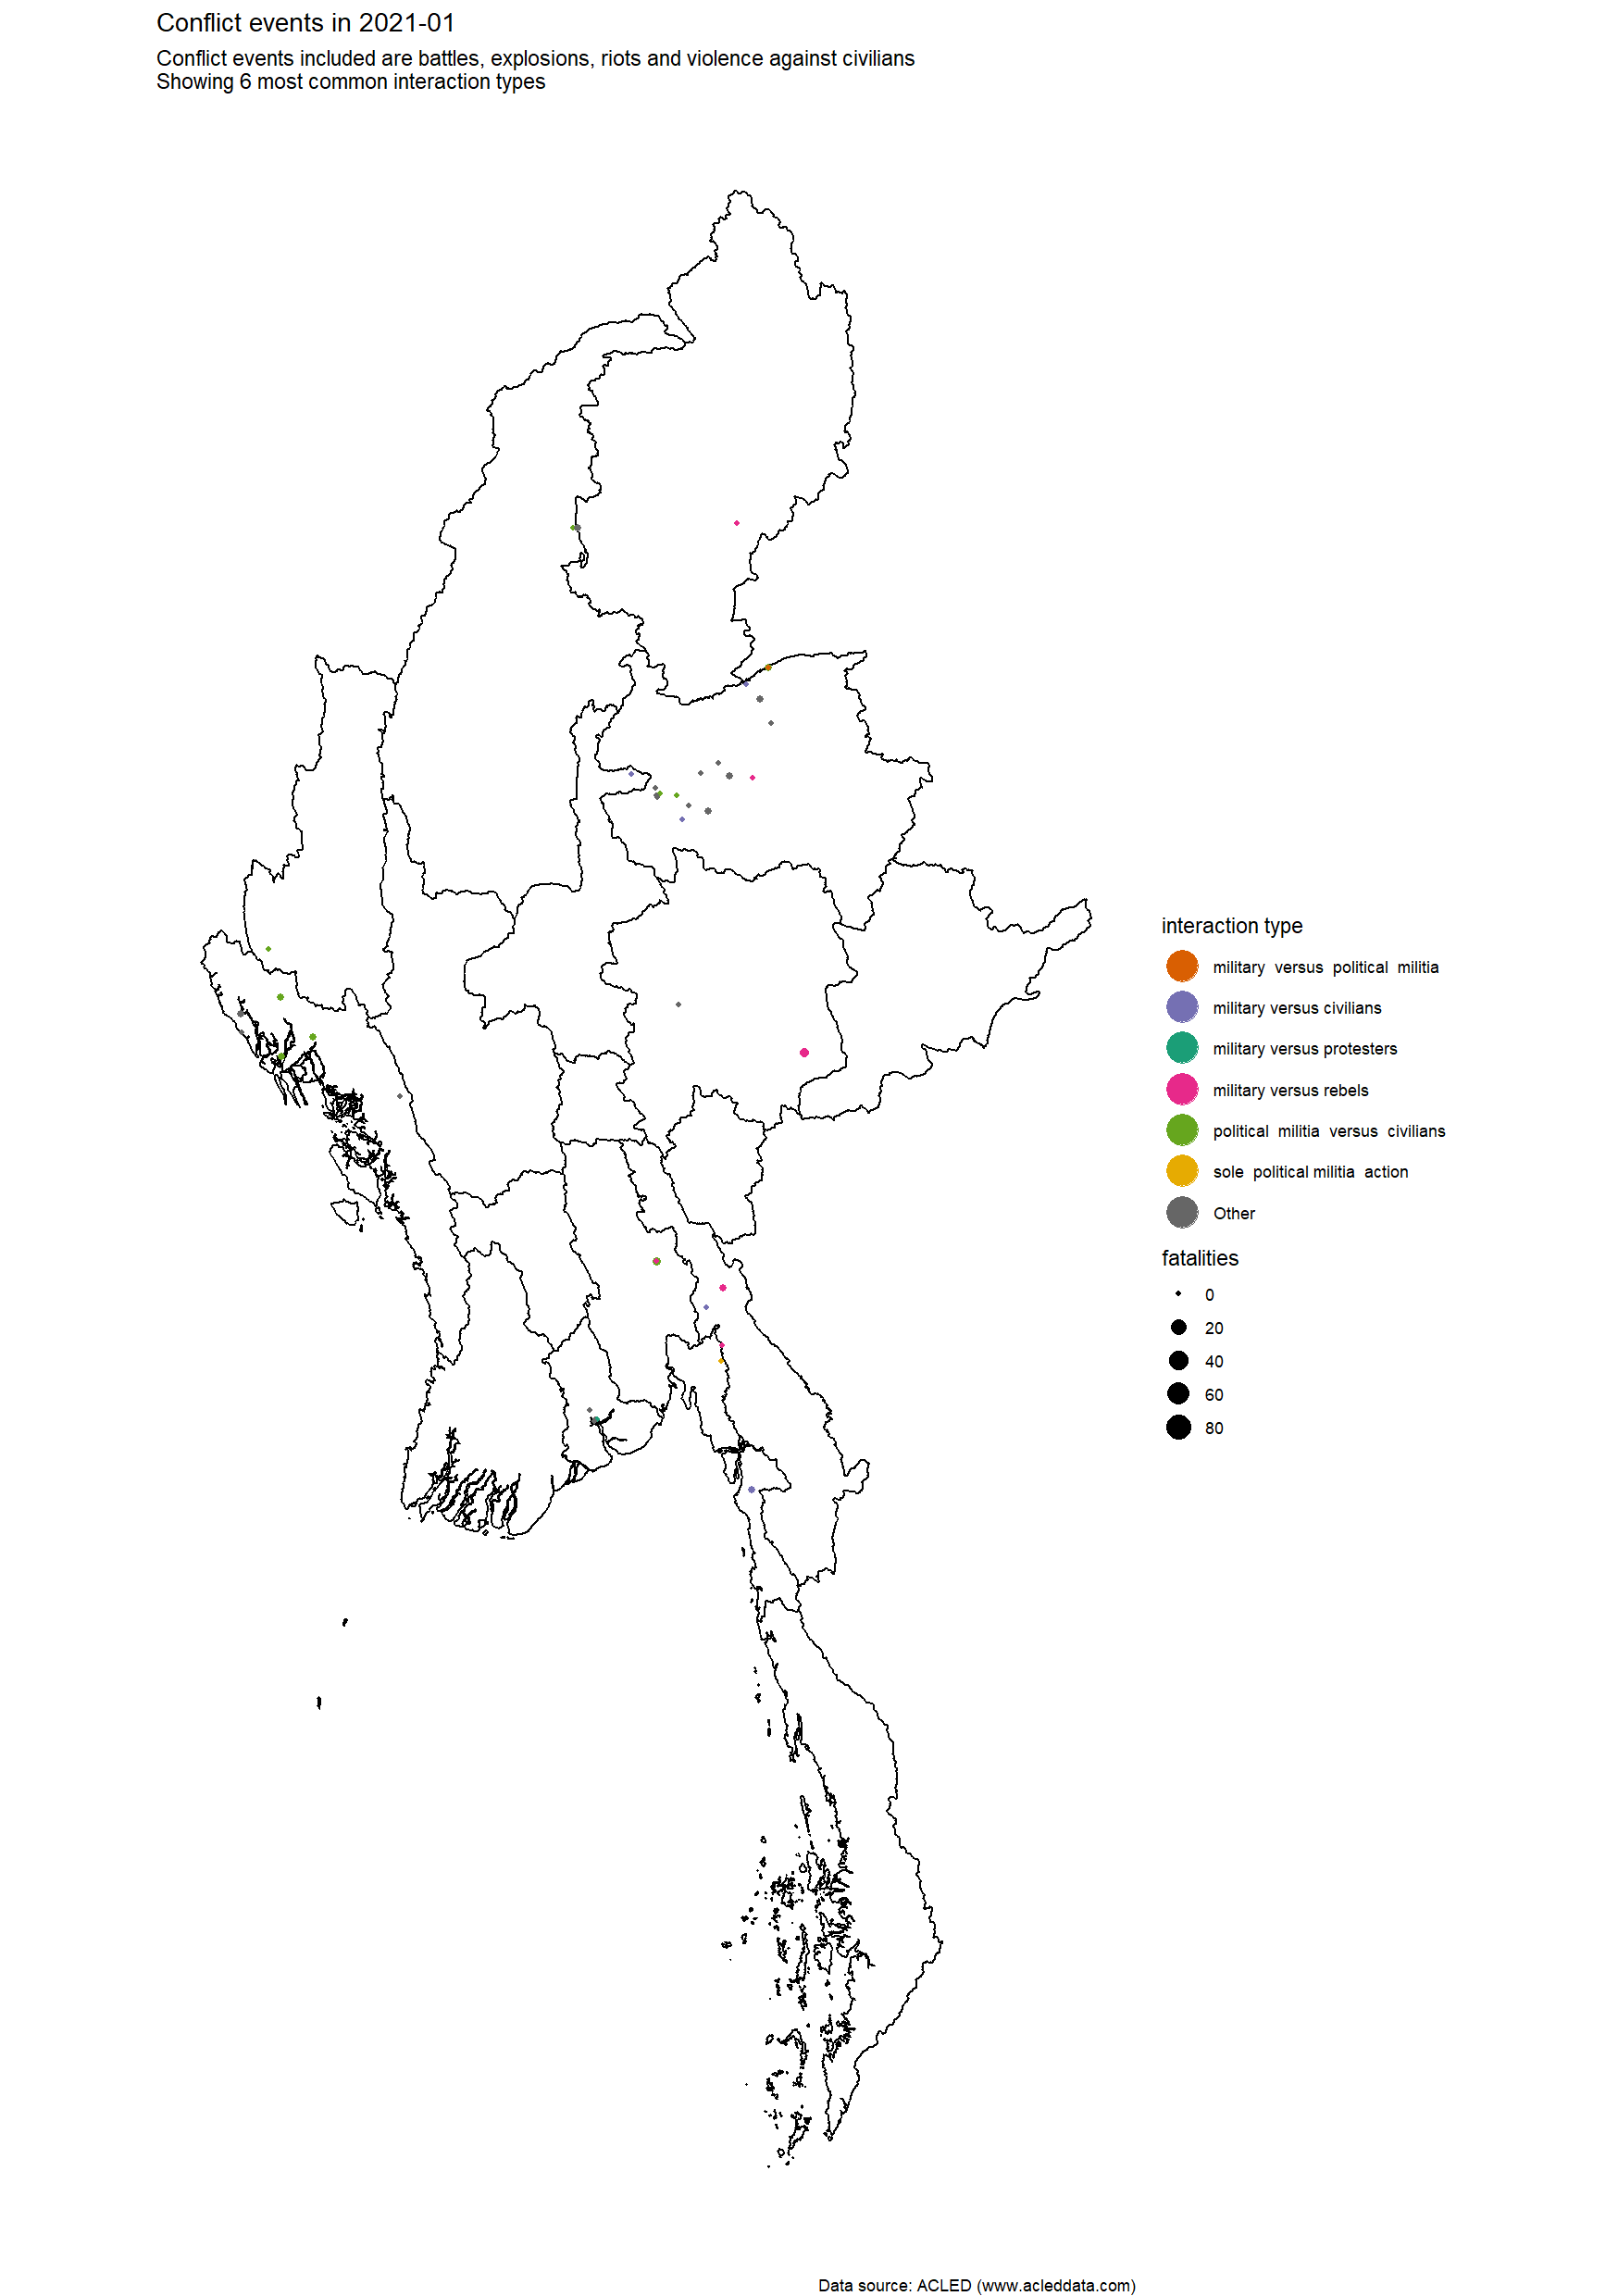 Conflict events in 2021-01
Conflict events included are battles, explosions, riots and violence against civilians
Showing 6 most common interaction types
interaction type
military versus political militia
military versus civilians
military versus protesters
military versus rebels
political militia versus civilians
sole political militia action
Other
fatalities
0
20
40
60
80
Data source: ACLED (www.acleddata.com)